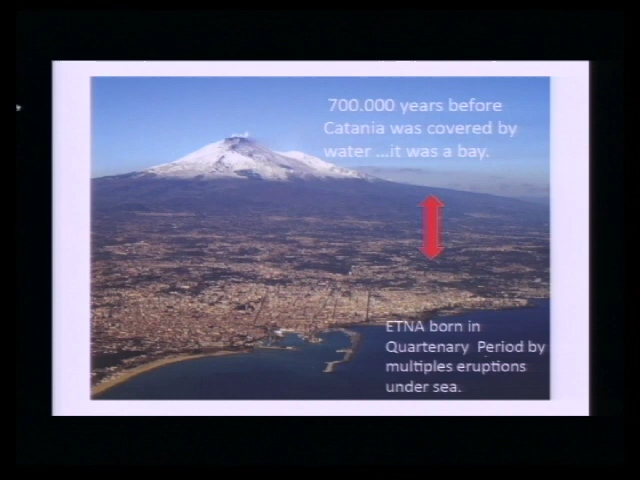 700.000 years before
Catania was covered by
water ...it was a bay.
ETNA born in
Quartenary Period by
multiples eruptions
under sea.